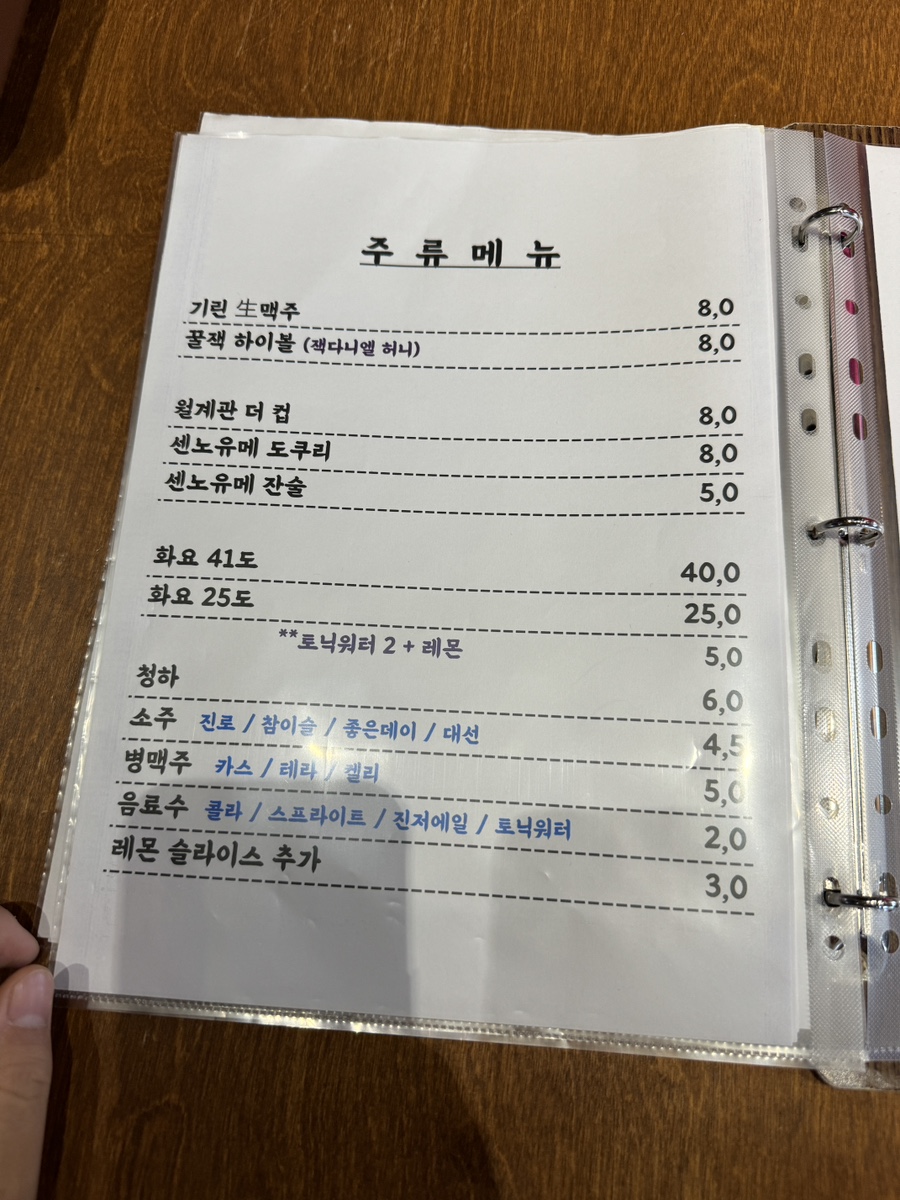 주 류 메 뉴
기린 生맥주 8,0
꿀잭 하이볼 (잭다니엘 허니) 8,0
월계관 더 컵 8,0
센노유메 도쿠리 8,0
센노유메 잔술 5,0
화요 41도 40,0
화요 25도 25,0
**토닉워터 2 + 레몬 5,0
청하 6,0
소주 진로 / 참이슬 / 좋은데이 / 대선 4,5
병맥주 카스 / 테라 / 켈리 5,0
음료수 콜라 / 스프라이트 / 진저에일 / 토닉워터 2,0
레몬 슬라이스 추가 3,0